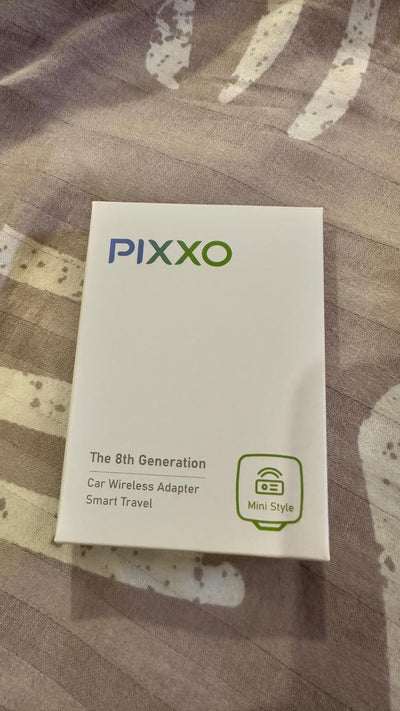 PIXXO
The 8th Generation
Car Wireless Adapter
Smart Travel
Mini Style